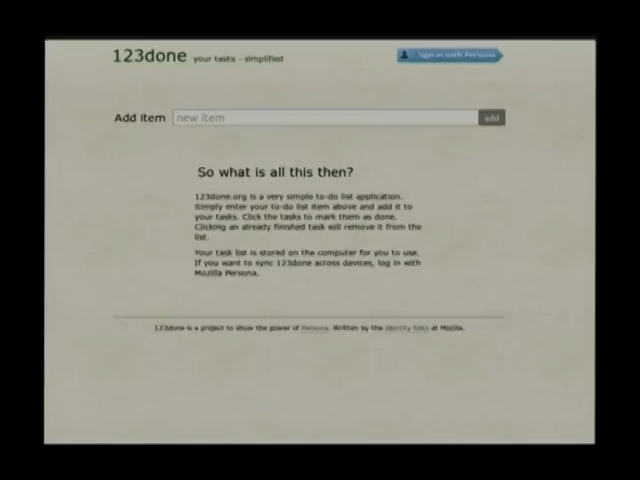 123done your tasks - simplified
Sign in with Persona
Add item
new item
add
So what is all this then?
123done.org is a very simple to-do list application.
Simply enter your to-do list item above and add it to
your tasks. Click the tasks to mark them as done.
Clicking an already finished task will remove it from the
list.
Your task list is stored on the computer for you to use.
If you want to sync 123done across devices, log in with
Mozilla Persona.
123done is a project to show the power of Persona. Written by the identity folks at Mozilla.